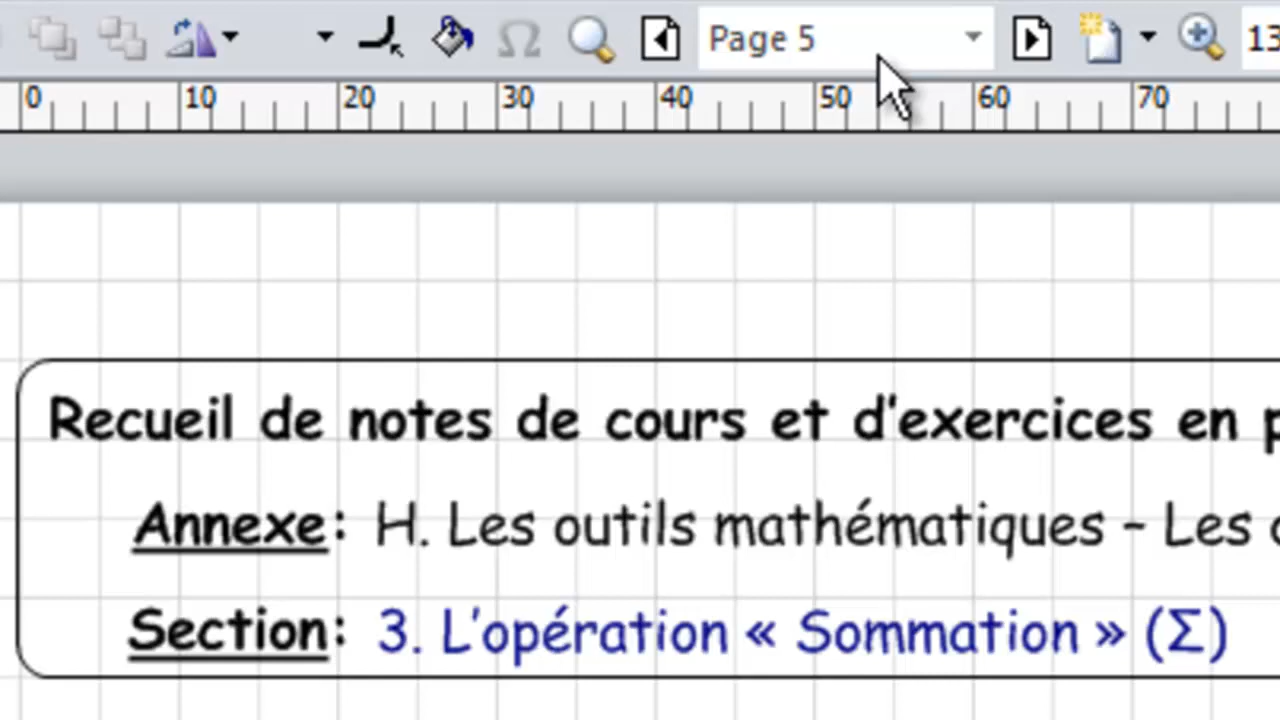 Page 5
13
0 10 20 30 40 50 60 70
Recueil de notes de cours et d'exercices en
Annexe: H. Les outils mathématiques – Les
Section: 3. L'opération « Sommation » (Σ)